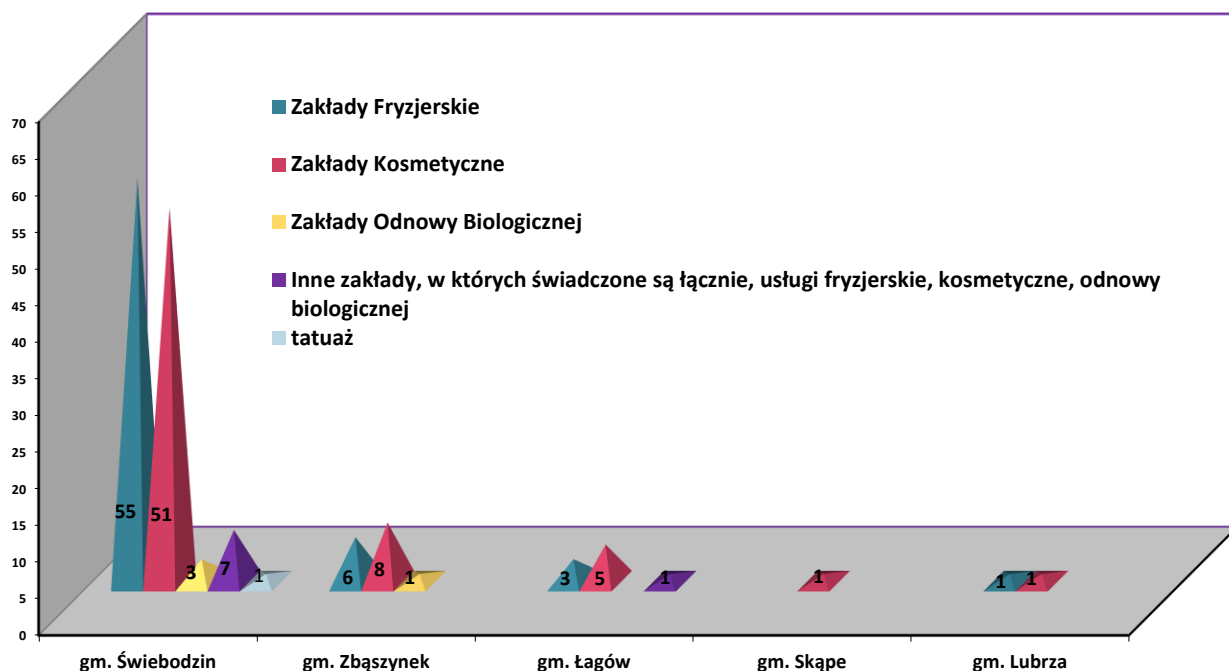 Zakłady Fryzjerskie
Zakłady Kosmetyczne
Zakłady Odnowy Biologicznej
Inne zakłady, w których świadczone są łącznie, usługi fryzjerskie, kosmetyczne, odnowy
biologicznej
tatuaż
70
65
60
55
50
45
40
35
30
25
20
15
10
5
0
55 51 3 7 1 6 8 1 3 5 1 1 1 1
gm. Świebodzin gm. Zbąszynek gm. Łagów gm. Skąpe gm. Lubrza